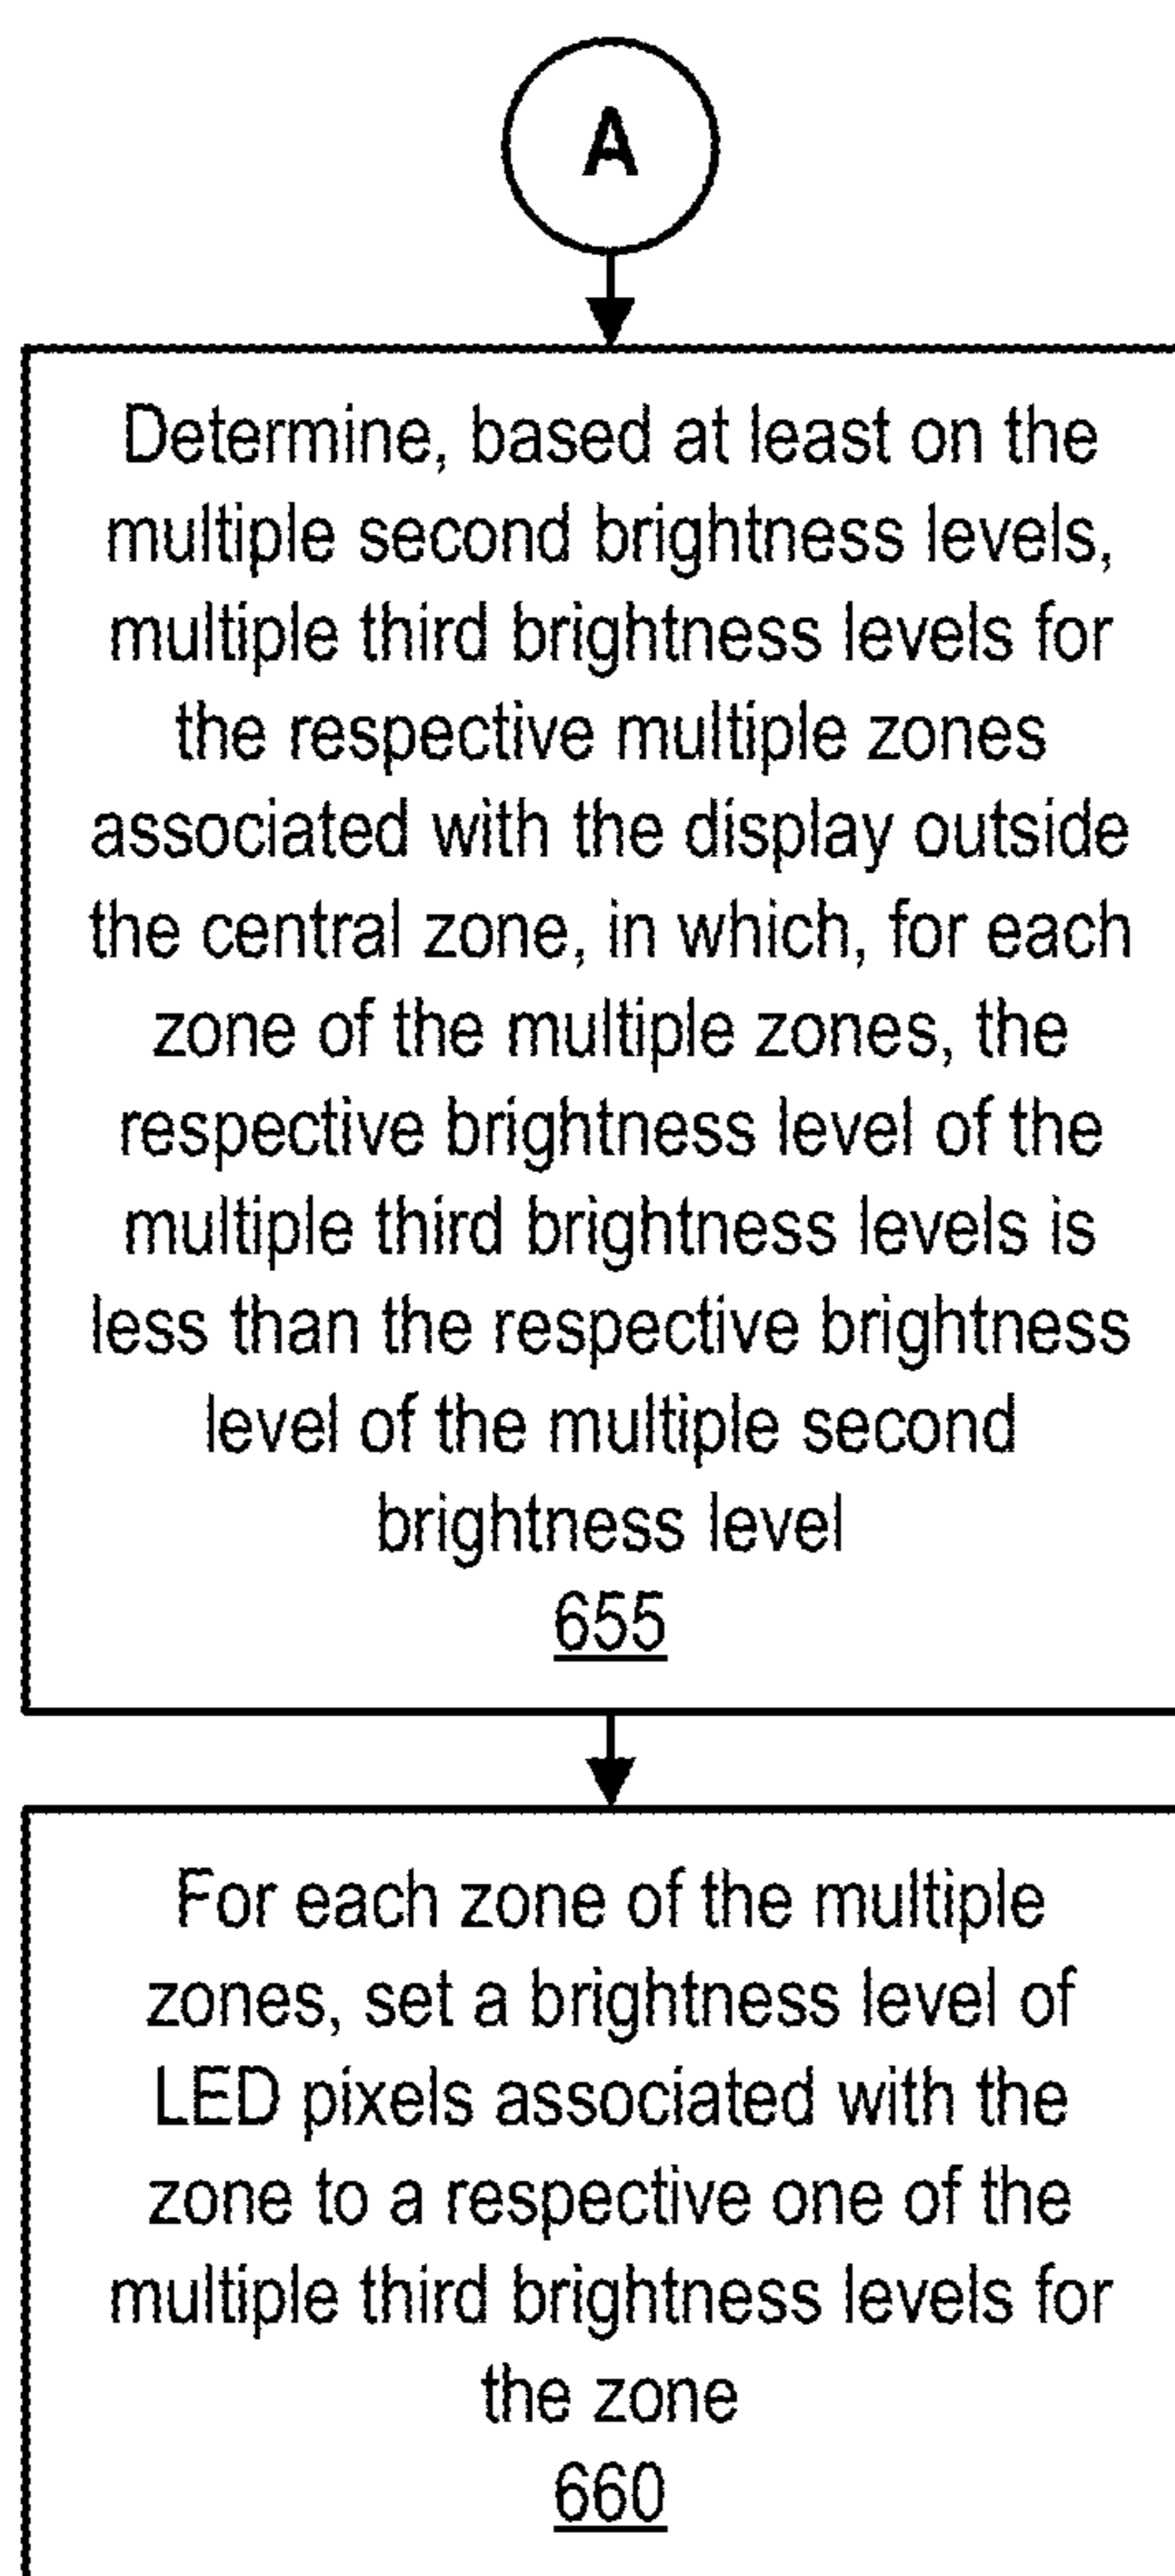 A
Determine, based at least on the
multiple second brightness levels,
multiple third brightness levels for
the respective multiple zones
associated with the display outside
the central zone, in which, for each
zone of the multiple zones, the
respective brightness level of the
multiple third brightness levels is
less than the respective brightness
level of the multiple second
brightness level
655
For each zone of the multiple
zones, set a brightness level of
LED pixels associated with the
zone to a respective one of the
multiple third brightness levels for
the zone
660